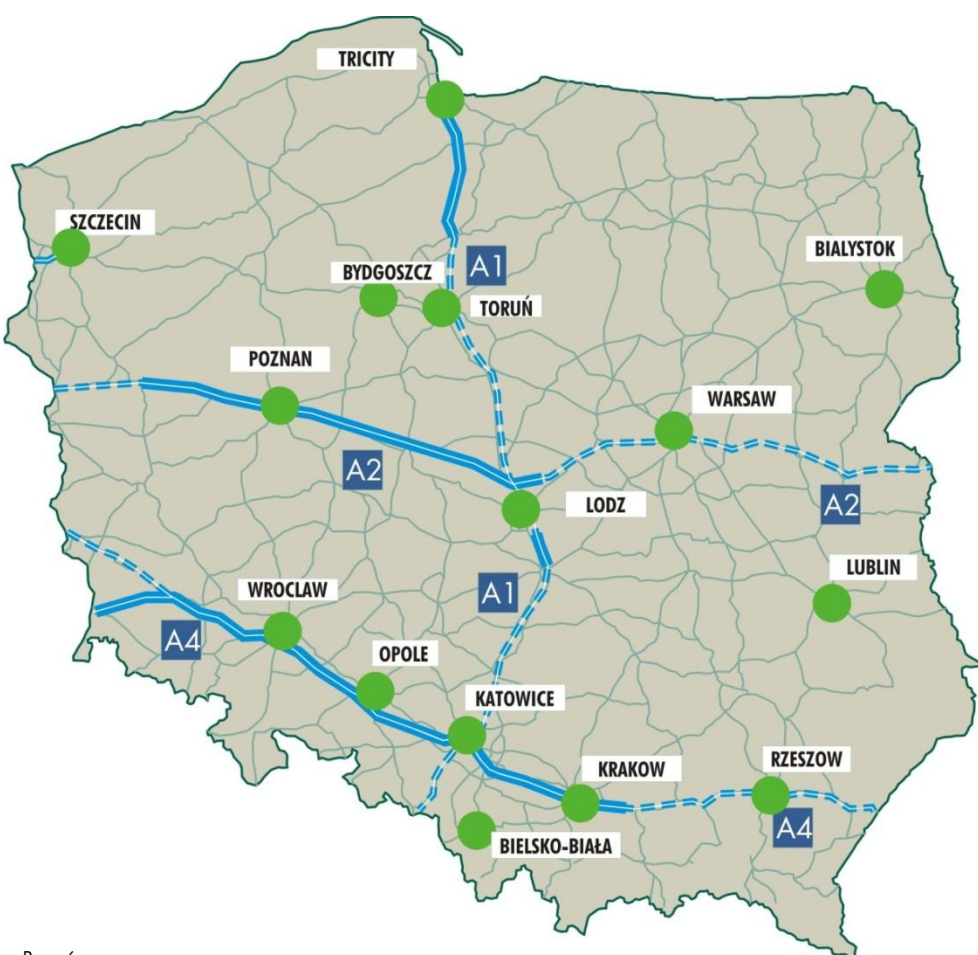 TRICITY
SZCZECIN
BIALYSTOK
BYDGOSZCZ
A1
TORUŃ
POZNAN
WARSAW
A2
A2
LODZ
LUBLIN
WROCLAW
A1
A4
OPOLE
KATOWICE
KRAKOW
RZESZOW
A4
BIELSKO-BIAŁA